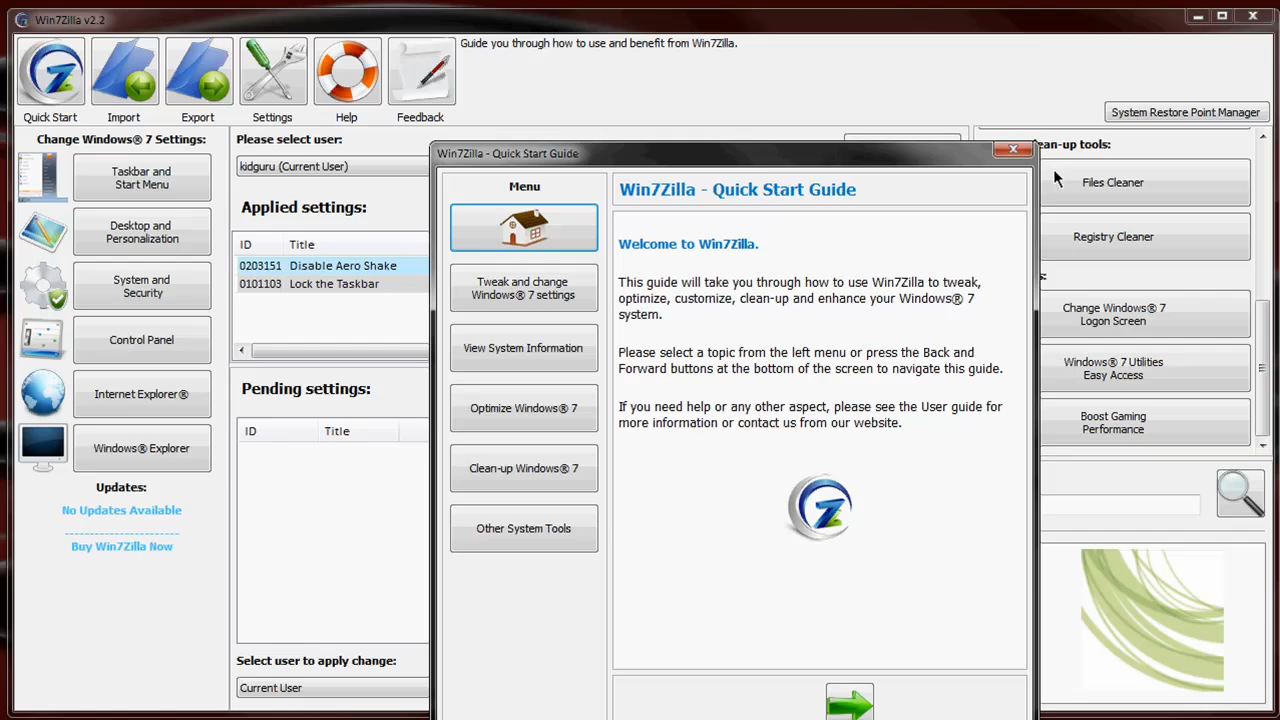 Win7Zilla v2.2
Guide you through how to use and benefit from Win7Zilla.
Quick Start
Import
Export
Settings
Help
Feedback
System Restore Point Manager
Change Windows® 7 Settings:
Taskbar and
Start Menu
Desktop and
Personalization
System and
Security
Control Panel
Internet Explorer®
Windows® Explorer
Updates:
No Updates Available
Buy Win7Zilla Now
Please select user:
kidguru (Current User)
Applied settings:
ID Title
0203151 Disable Aero Shake
0101103 Lock the Taskbar
Pending settings:
ID Title
Select user to apply change:
Current User
Win7Zilla - Quick Start Guide
Menu
Tweak and change
Windows® 7 settings
View System Information
Optimize Windows® 7
Clean-up Windows® 7
Other System Tools
Win7Zilla - Quick Start Guide
Welcome to Win7Zilla.
This guide will take you through how to use Win7Zilla to tweak,
optimize, customize, clean-up and enhance your Windows® 7
system.
Please select a topic from the left menu or press the Back and
Forward buttons at the bottom of the screen to navigate this guide.
If you need help or any other aspect, please see the User guide for
more information or contact us from our website.
ean-up tools:
Files Cleaner
Registry Cleaner
s:
Change Windows® 7
Logon Screen
Windows® 7 Utilities
Easy Access
Boost Gaming
Performance